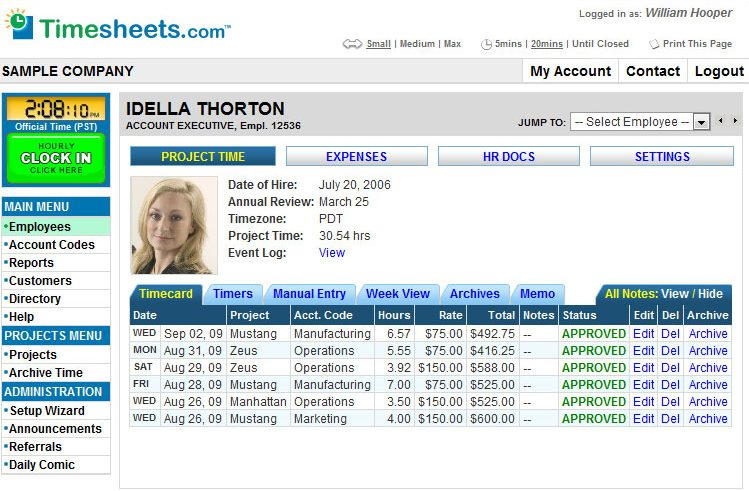 Timesheets.com™
Logged in as: William Hooper
Small | Medium | Max 5mins | 20mins | Until Closed Print This Page
SAMPLE COMPANY My Account Contact Logout
2:08:10 PM
Official Time (PST)
HOURLY
CLOCK IN
CLICK HERE
MAIN MENU
Employees
Account Codes
Reports
Customers
Directory
Help
PROJECTS MENU
Projects
Archive Time
ADMINISTRATION
Setup Wizard
Announcements
Referrals
Daily Comic
IDELLA THORTON
ACCOUNT EXECUTIVE, Empl. 12536
JUMP TO: -- Select Employee --
PROJECT TIME EXPENSES HR DOCS SETTINGS
Date of Hire: July 20, 2006
Annual Review: March 25
Timezone: PDT
Project Time: 30.54 hrs
Event Log: View
Timecard Timers Manual Entry Week View Archives Memo All Notes: View / Hide
Date Project Acct. Code Hours Rate Total Notes Status Edit Del Archive
WED Sep 02, 09 Mustang Manufacturing 6.57 $75.00 $492.75 -- APPROVED Edit Del Archive
MON Aug 31, 09 Zeus Operations 5.55 $75.00 $416.25 -- APPROVED Edit Del Archive
SAT Aug 29, 09 Zeus Operations 3.92 $150.00 $588.00 -- APPROVED Edit Del Archive
FRI Aug 28, 09 Mustang Manufacturing 7.00 $75.00 $525.00 -- APPROVED Edit Del Archive
WED Aug 26, 09 Manhattan Operations 3.50 $150.00 $525.00 -- APPROVED Edit Del Archive
WED Aug 26, 09 Mustang Marketing 4.00 $150.00 $600.00 -- APPROVED Edit Del Archive